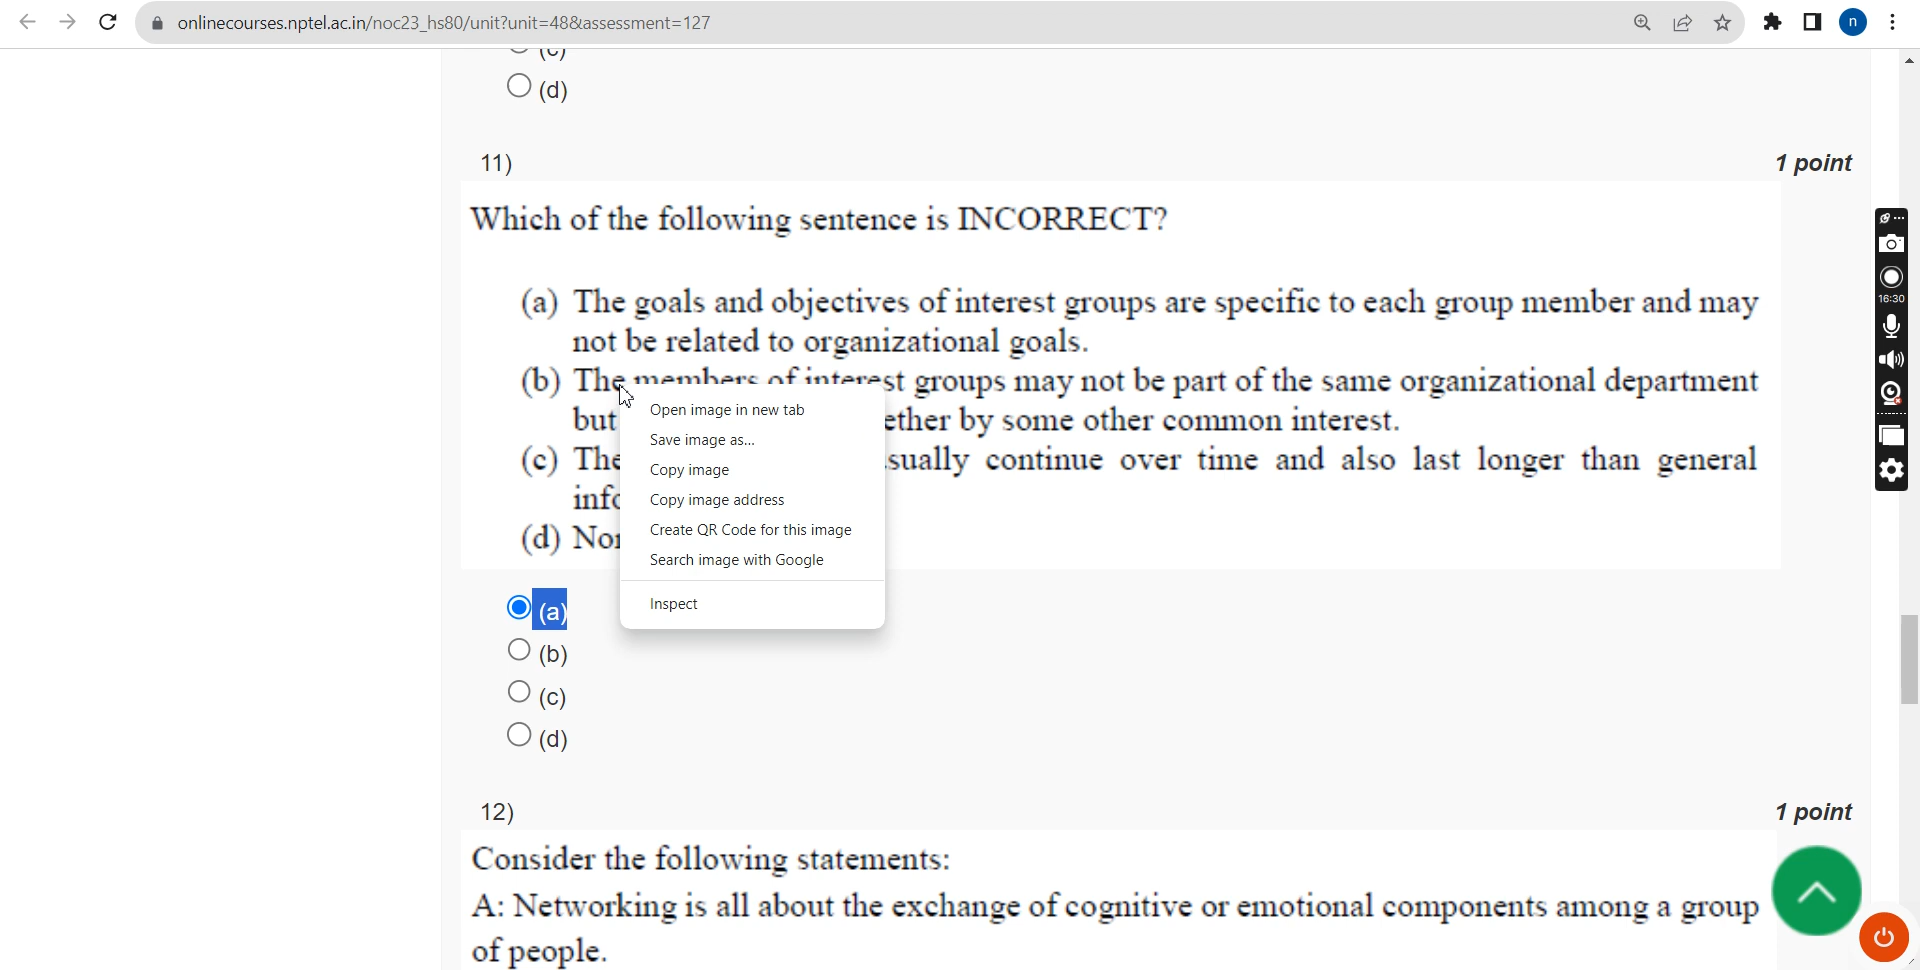 onlinecourses.nptel.ac.in/noc23_hs80/unit?unit=48&assessment=127
n
(c)
(d)
11)
1 point
Which of the following sentence is INCORRECT?
(a) The goals and objectives of interest groups are specific to each group member and may
not be related to organizational goals.
(b) The members of interest groups may not be part of the same organizational department
but ether by some other common interest.
(c) The sually continue over time and also last longer than general
info
(d) Nor
Open image in new tab
Save image as...
Copy image
Copy image address
Create QR Code for this image
Search image with Google
Inspect
16:30
(a)
(b)
(c)
(d)
12)
1 point
Consider the following statements:
A: Networking is all about the exchange of cognitive or emotional components among a group
of people.